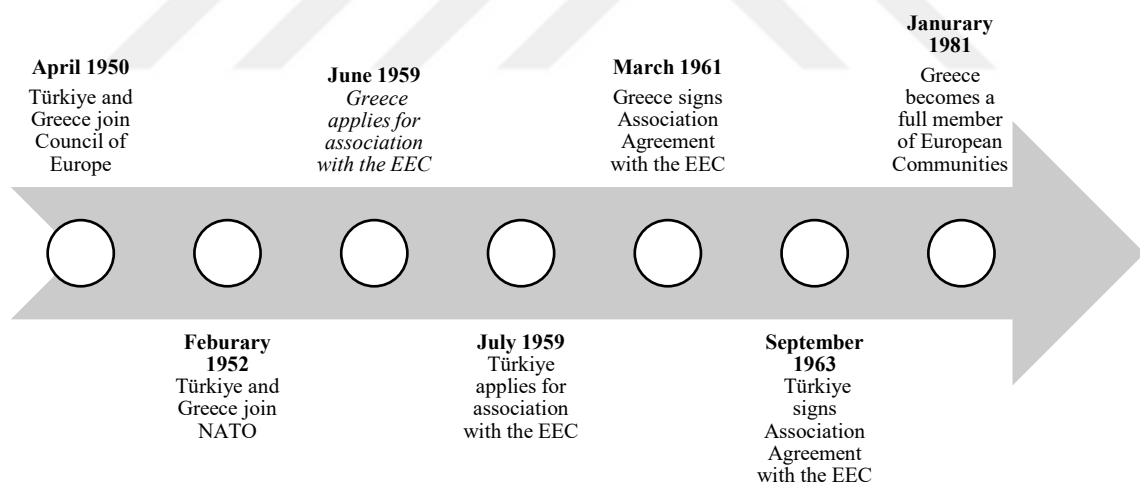 April 1950
Türkiye and
Greece join
Council of
Europe
Feburary
1952
Türkiye and
Greece join
NATO
June 1959
Greece
applies for
association
with the EEC
July 1959
Türkiye
applies for
association
with the EEC
March 1961
Greece signs
Association
Agreement
with the EEC
September
1963
Türkiye
signs
Association
Agreement
with the EEC
Janurary
1981
Greece
becomes a
full member
of European
Communities